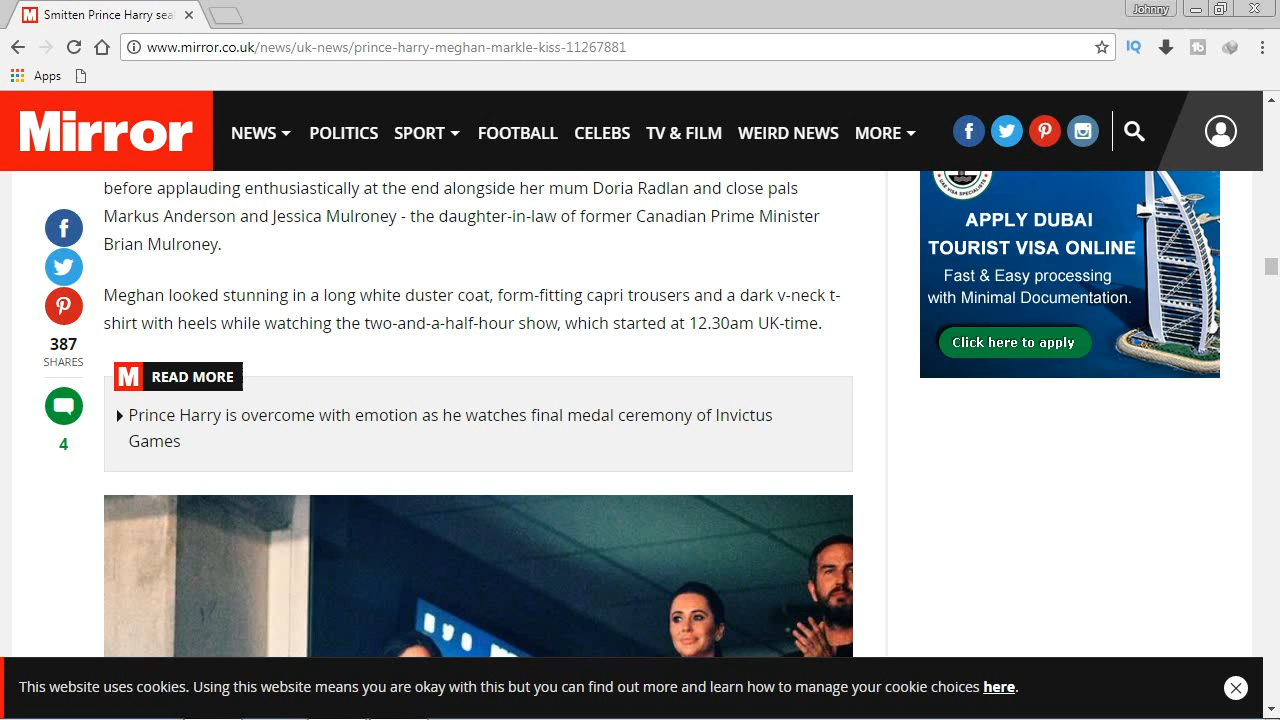 Smitten Prince Harry seal
Johnny
www.mirror.co.uk/news/uk-news/prince-harry-meghan-markle-kiss-11267881
IQ
Apps
Mirror
NEWS POLITICS SPORT FOOTBALL CELEBS TV & FILM WEIRD NEWS MORE
before applauding enthusiastically at the end alongside her mum Doria Radlan and close pals
Markus Anderson and Jessica Mulroney - the daughter-in-law of former Canadian Prime Minister
Brian Mulroney.
Meghan looked stunning in a long white duster coat, form-fitting capri trousers and a dark v-neck t-
shirt with heels while watching the two-and-a-half-hour show, which started at 12.30am UK-time.
387
SHARES
4
M READ MORE
Prince Harry is overcome with emotion as he watches final medal ceremony of Invictus
Games
APPLY DUBAI
TOURIST VISA ONLINE
Fast & Easy processing
with Minimal Documentation.
Click here to apply
This website uses cookies. Using this website means you are okay with this but you can find out more and learn how to manage your cookie choices here.